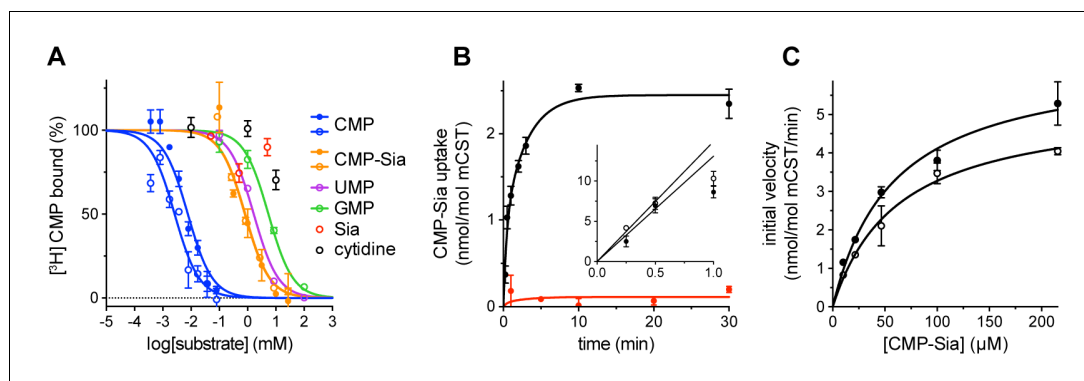 A
[³H] CMP bound (%)
100
50
0
-5 -4 -3 -2 -1 0 1 2 3
log[substrate] (mM)
CMP
CMP-Sia
UMP
GMP
Sia
cytidine
B
CMP-Sia uptake
(nmol/mol mCST)
2
1
0
0 10 20 30
time (min)
10
5
0
0.0 0.5 1.0
C
initial velocity
(nmol/mol mCST/min)
5
4
3
2
1
0
0 50 100 150 200
[CMP-Sia] (µM)